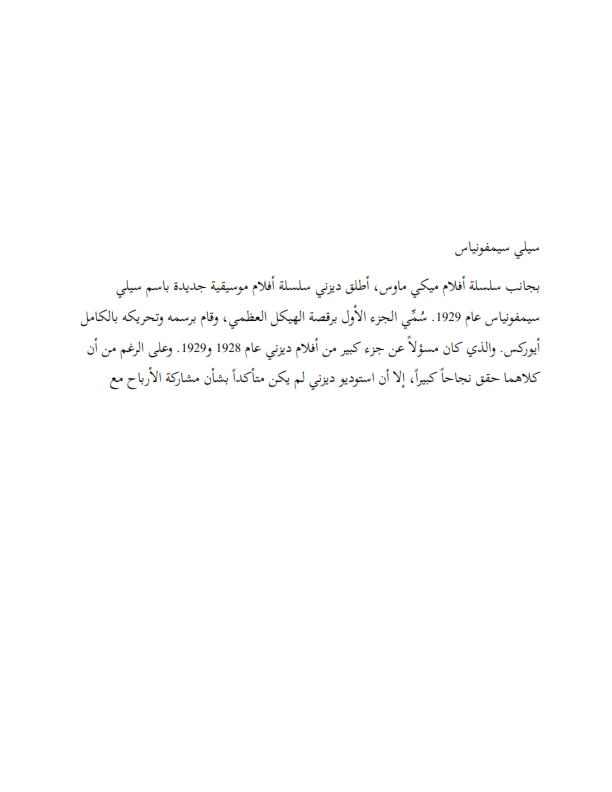 سيلي سيمفونياس
بجانب سلسلة أفلام ميكي ماوس، أطلق ديزني سلسلة أفلام موسيقية جديدة باسم سيلي
سيمفونياس عام 1929. سُمِّي الجزء الأول برقصة الهيكل العظمي، وقام برسمه وتحريكه بالكامل
أيوركس. والذي كان مسؤلاً عن جزء كبير من أفلام ديزني عام 1928 و1929. وعلى الرغم من أن
كلاهما حقق نجاحاً كبيراً، إلا أن استوديو ديزني لم يكن متأكداً بشأن مشاركة الأرباح مع